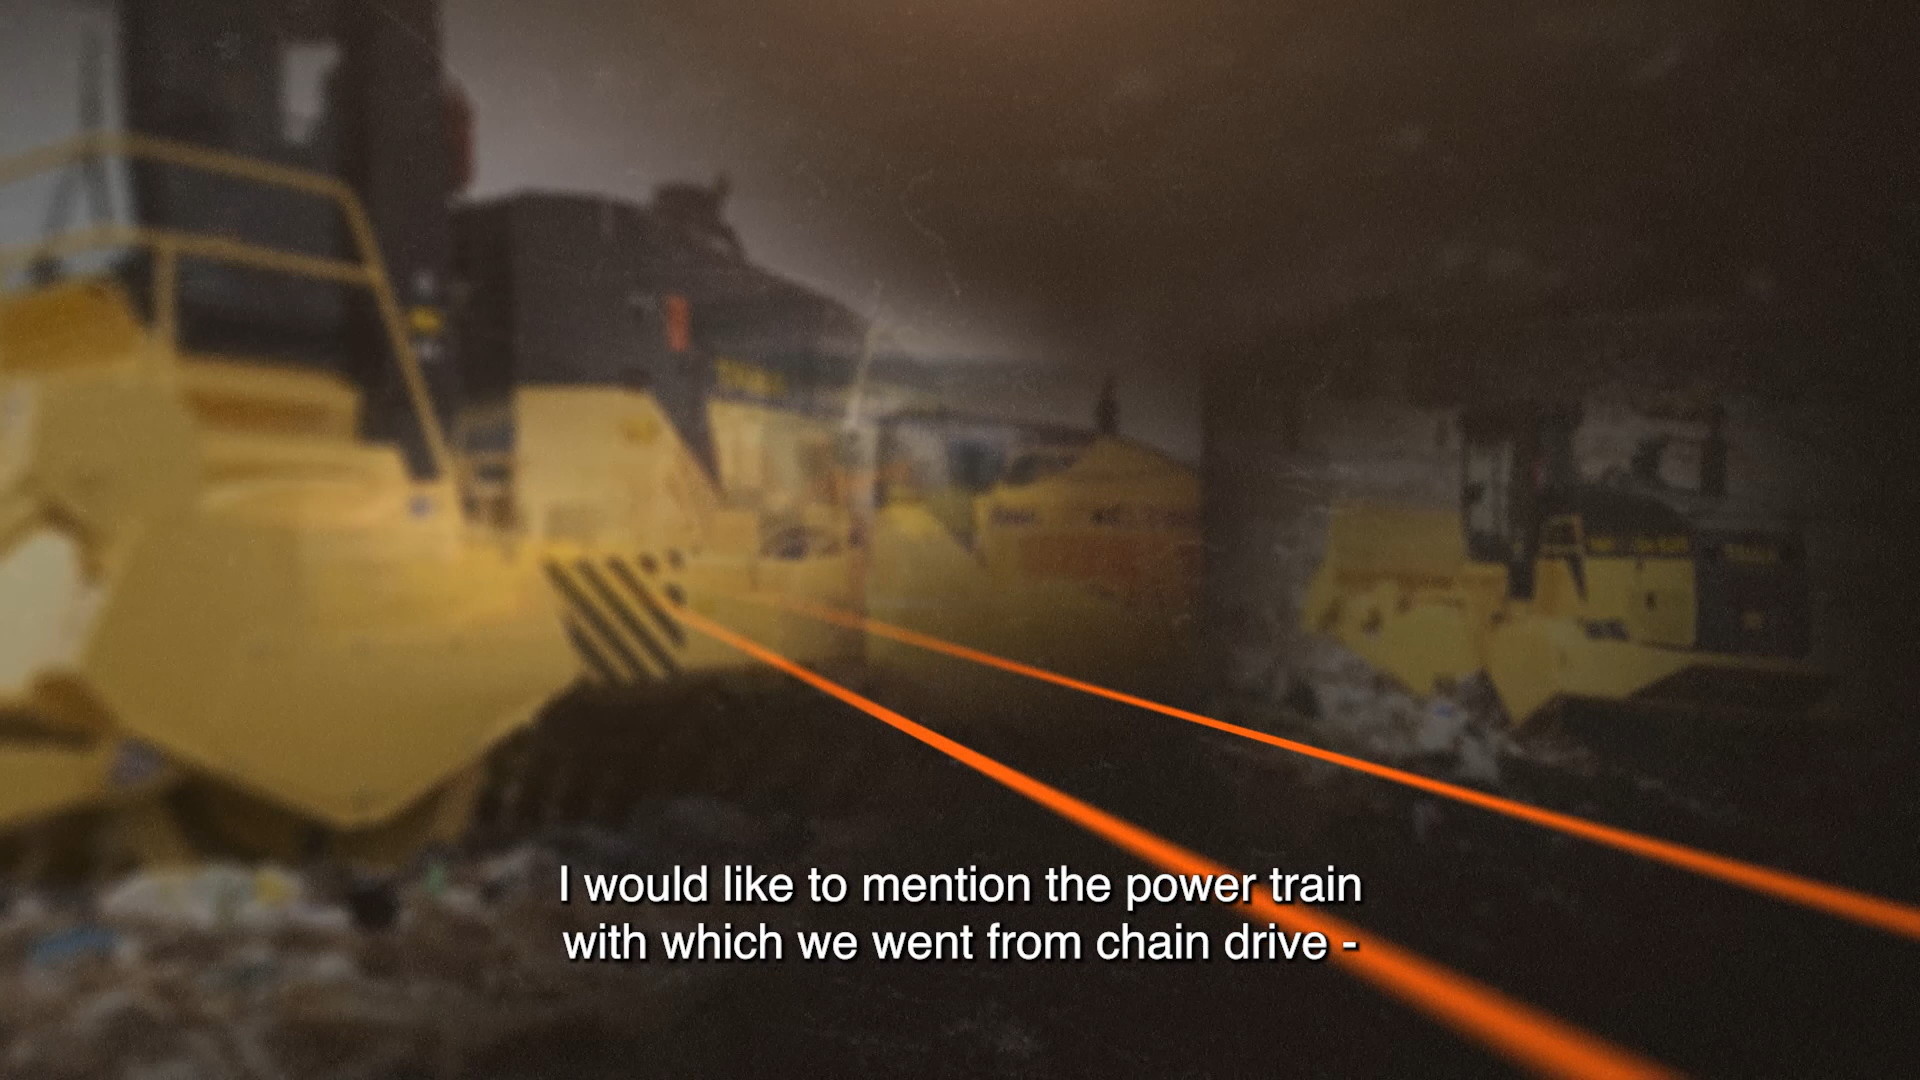 I would like to mention the power train
with which we went from chain drive -